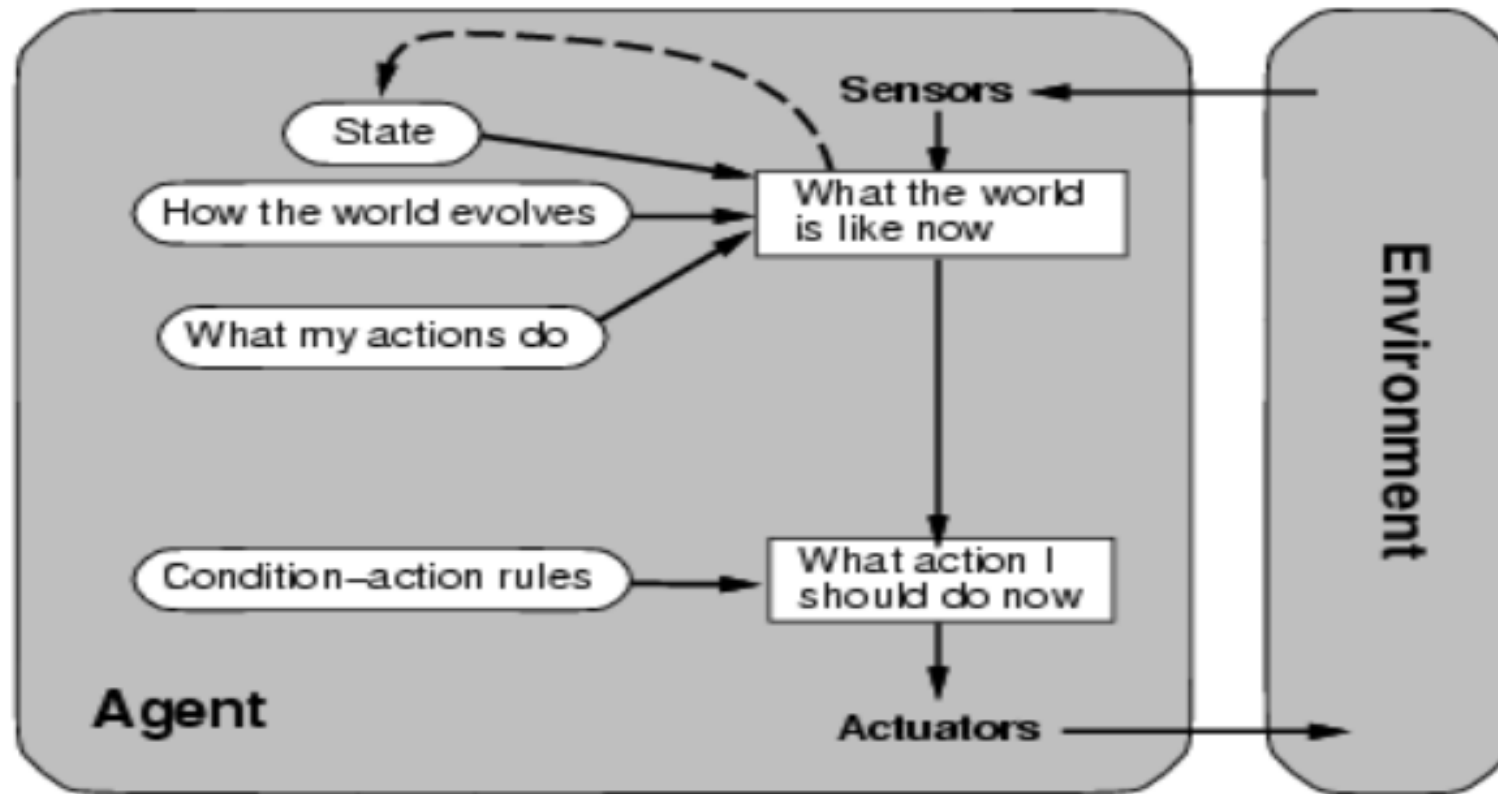 Sensors
State
What the world
is like now
How the world evolves
What my actions do
Environment
Condition–action rules
What action I
should do now
Agent
Actuators